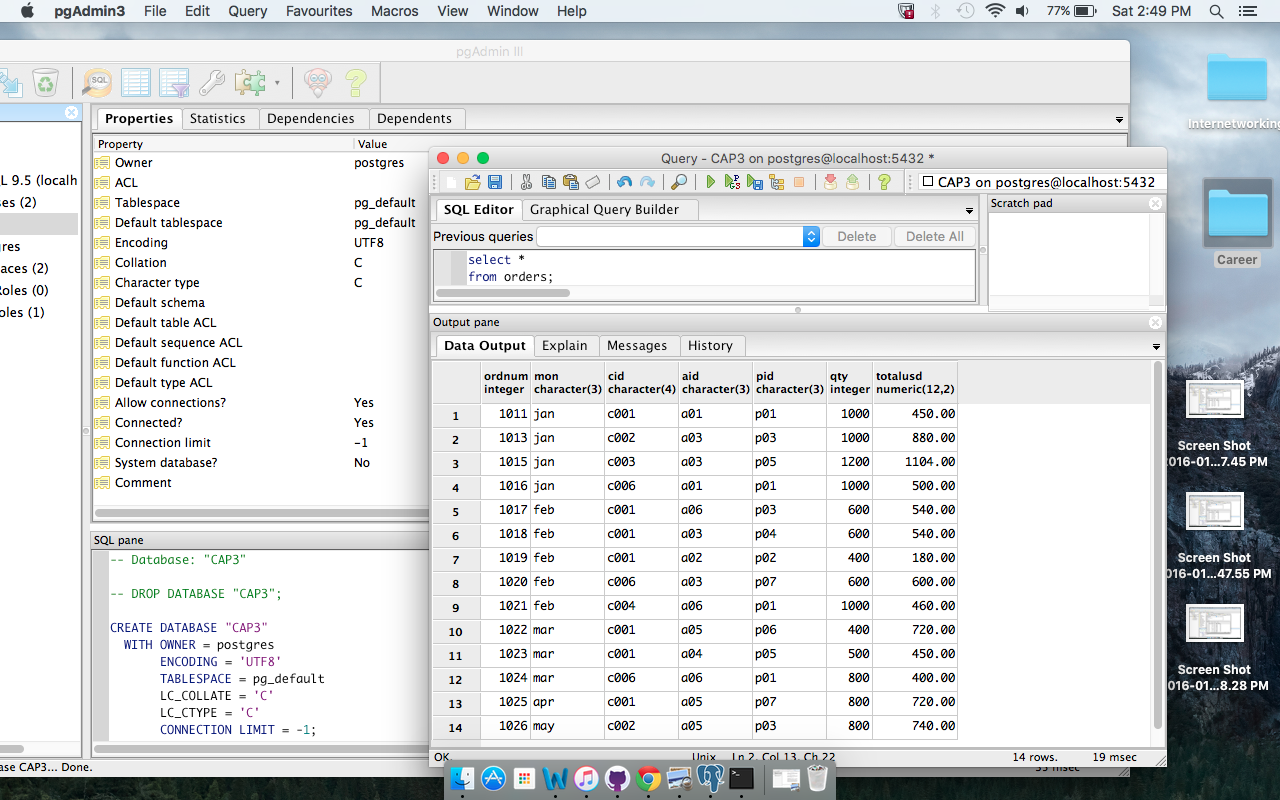 pgAdmin3 File Edit Query Favourites Macros View Window Help 77% Sat 2:49 PM
pgAdmin III
SQL
Properties Statistics Dependencies Dependents
Property Value
Owner postgres
ACL
Tablespace pg_default
Default tablespace pg_default
Encoding UTF8
Collation C
Character type C
Default schema
Default table ACL
Default sequence ACL
Default function ACL
Default type ACL
Allow connections? Yes
Connected? Yes
Connection limit -1
System database? No
Comment
L 9.5 (localh
ses (2)
res
aces (2)
Roles (0)
oles (1)
SQL pane
-- Database: "CAP3"
-- DROP DATABASE "CAP3";
CREATE DATABASE "CAP3"
WITH OWNER = postgres
ENCODING = 'UTF8'
TABLESPACE = pg_default
LC_COLLATE = 'C'
LC_CTYPE = 'C'
CONNECTION LIMIT = -1;
ase CAP3... Done.
Query - CAP3 on postgres@localhost:5432 *
CAP3 on postgres@localhost:5432
SQL Editor Graphical Query Builder
Previous queries Delete Delete All
select *
from orders;
Scratch pad
Output pane
Data Output Explain Messages History
ordnum mon cid aid pid qty totalusd
integer character(3) character(4) character(3) character(3) integer numeric(12,2)
1 1011 jan c001 a01 p01 1000 450.00
2 1013 jan c002 a03 p03 1000 880.00
3 1015 jan c003 a03 p05 1200 1104.00
4 1016 jan c006 a01 p01 1000 500.00
5 1017 feb c001 a06 p03 600 540.00
6 1018 feb c001 a03 p04 600 540.00
7 1019 feb c001 a02 p02 400 180.00
8 1020 feb c006 a03 p07 600 600.00
9 1021 feb c004 a06 p01 1000 460.00
10 1022 mar c001 a05 p06 400 720.00
11 1023 mar c001 a04 p05 500 450.00
12 1024 mar c006 a06 p01 800 400.00
13 1025 apr c001 a05 p07 800 720.00
14 1026 may c002 a05 p03 800 740.00
OK. Unix Ln 2, Col 13, Ch 22 14 rows. 19 msec
msec
Internetworking
Career
Screen Shot
2016-01...7.45 PM
Screen Shot
2016-01...47.55 PM
Screen Shot
2016-01...8.28 PM